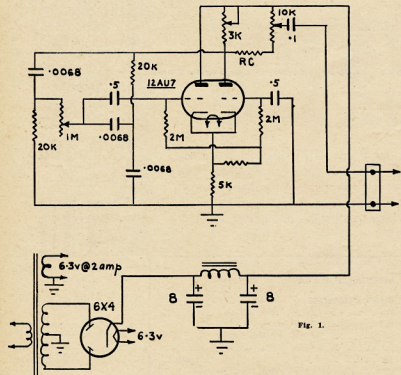 10K
3K
.1
RC
20K
.0068
.5
12AU7
.5
1M
.0068
2M
2M
20K
.0068
5K
6.3v@2amp
6X4
6.3v
8
8
+
+
Fig. 1.